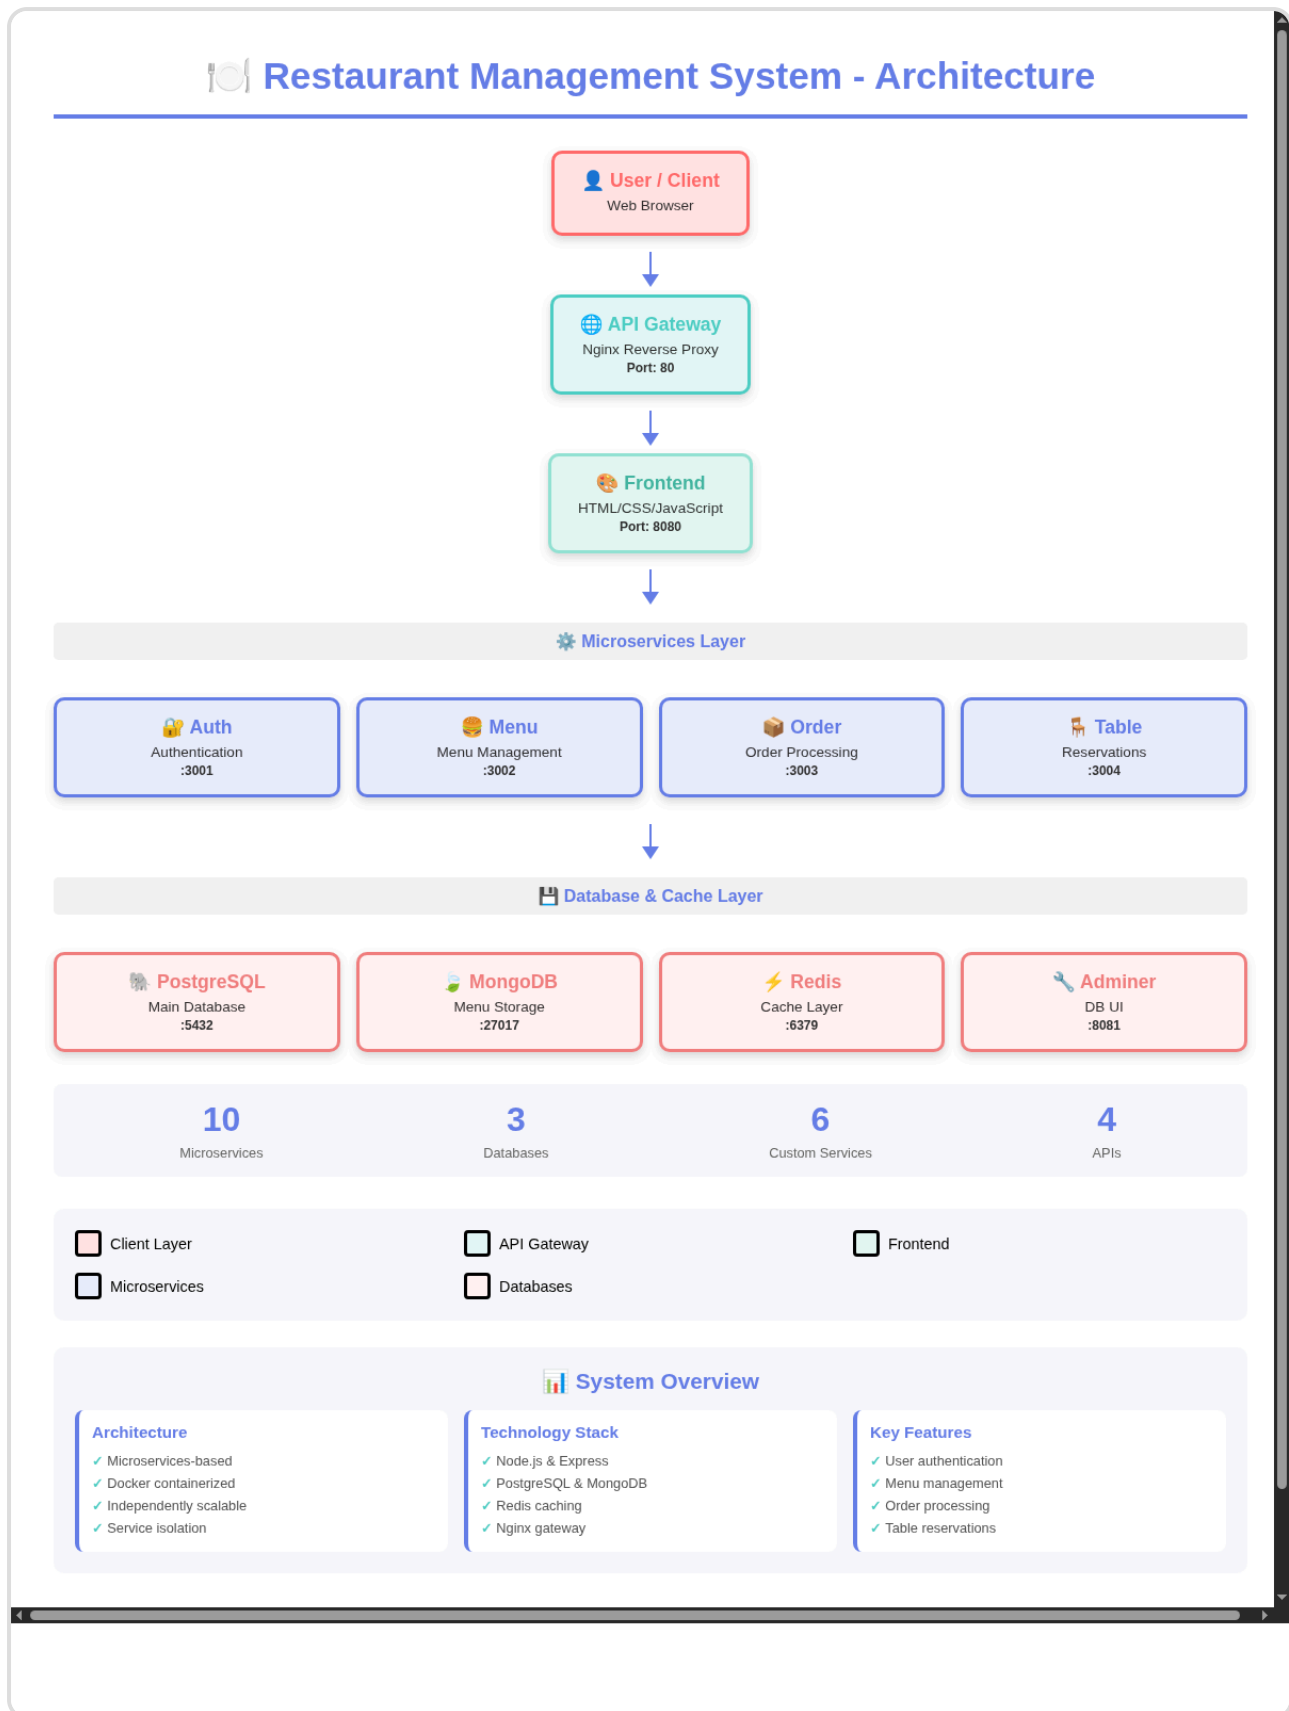 🍽️ Restaurant Management System - Architecture
👤 User / Client
Web Browser
🌐 API Gateway
Nginx Reverse Proxy
Port: 80
🎨 Frontend
HTML/CSS/JavaScript
Port: 8080
⚙️ Microservices Layer
🔐 Auth
Authentication
:3001
🍔 Menu
Menu Management
:3002
📦 Order
Order Processing
:3003
🪑 Table
Reservations
:3004
💾 Database & Cache Layer
🐘 PostgreSQL
Main Database
:5432
🍃 MongoDB
Menu Storage
:27017
⚡ Redis
Cache Layer
:6379
🔧 Adminer
DB UI
:8081
10
Microservices
3
Databases
6
Custom Services
4
APIs
Client Layer
API Gateway
Frontend
Microservices
Databases
📊 System Overview
Architecture
✓ Microservices-based
✓ Docker containerized
✓ Independently scalable
✓ Service isolation
Technology Stack
✓ Node.js & Express
✓ PostgreSQL & MongoDB
✓ Redis caching
✓ Nginx gateway
Key Features
✓ User authentication
✓ Menu management
✓ Order processing
✓ Table reservations